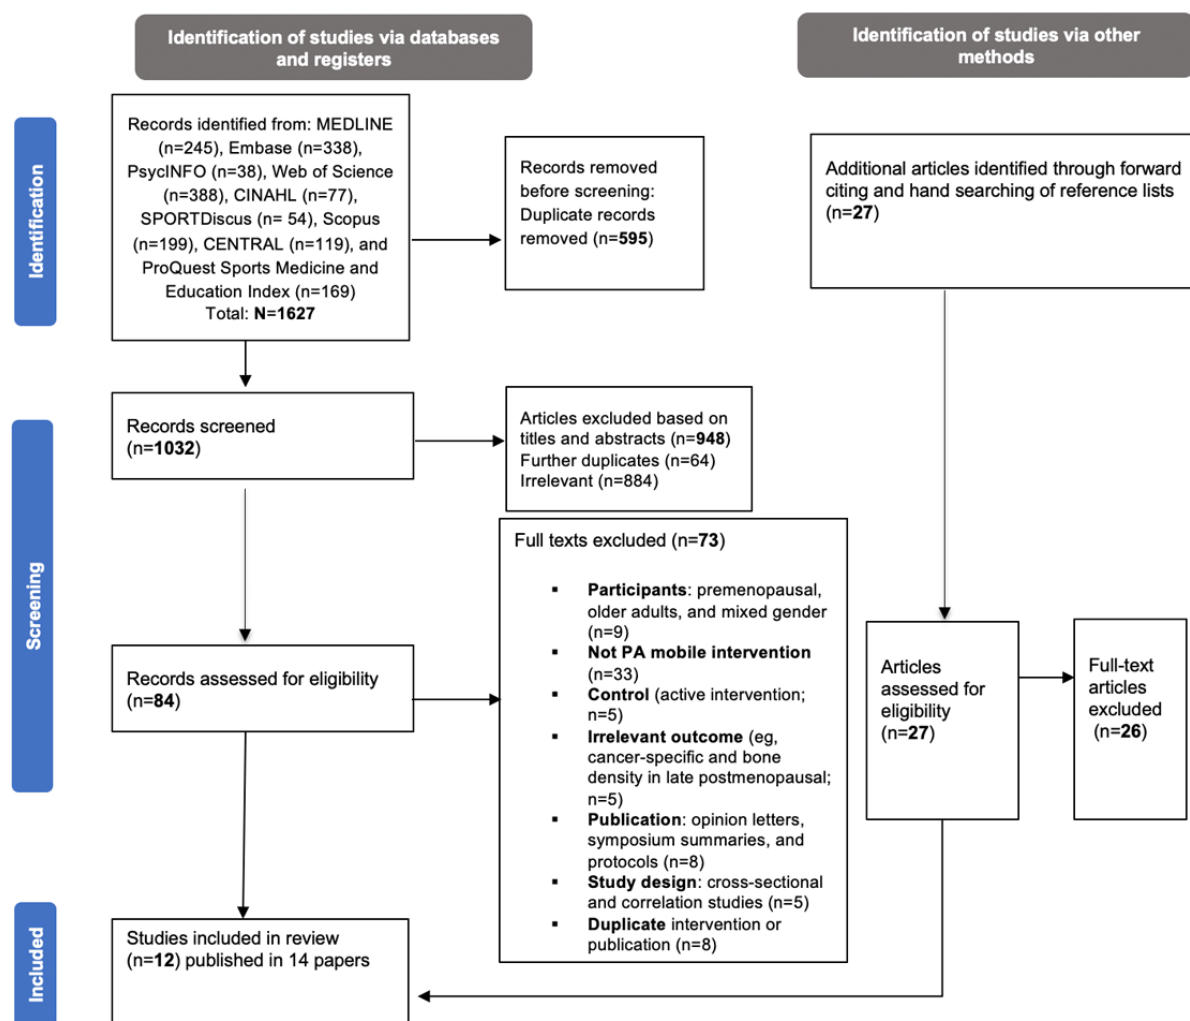 Identification of studies via databases
and registers
Identification of studies via other
methods
Identification
Records identified from: MEDLINE
(n=245), Embase (n=338),
PsycINFO (n=38), Web of Science
(n=388), CINAHL (n=77),
SPORTDiscus (n= 54), Scopus
(n=199), CENTRAL (n=119), and
ProQuest Sports Medicine and
Education Index (n=169)
Total: N=1627
Records removed
before screening:
Duplicate records
removed (n=595)
Additional articles identified through forward
citing and hand searching of reference lists
(n=27)
Screening
Records screened
(n=1032)
Articles excluded based on
titles and abstracts (n=948)
Further duplicates (n=64)
Irrelevant (n=884)
Records assessed for eligibility
(n=84)
Full texts excluded (n=73)
▪ Participants: premenopausal,
older adults, and mixed gender
(n=9)
▪ Not PA mobile intervention
(n=33)
▪ Control (active intervention;
n=5)
▪ Irrelevant outcome (eg,
cancer-specific and bone
density in late postmenopausal;
n=5)
▪ Publication: opinion letters,
symposium summaries, and
protocols (n=8)
▪ Study design: cross-sectional
and correlation studies (n=5)
▪ Duplicate intervention or
publication (n=8)
Articles
assessed for
eligibility
(n=27)
Full-text
articles
excluded
(n=26)
Included
Studies included in review
(n=12) published in 14 papers